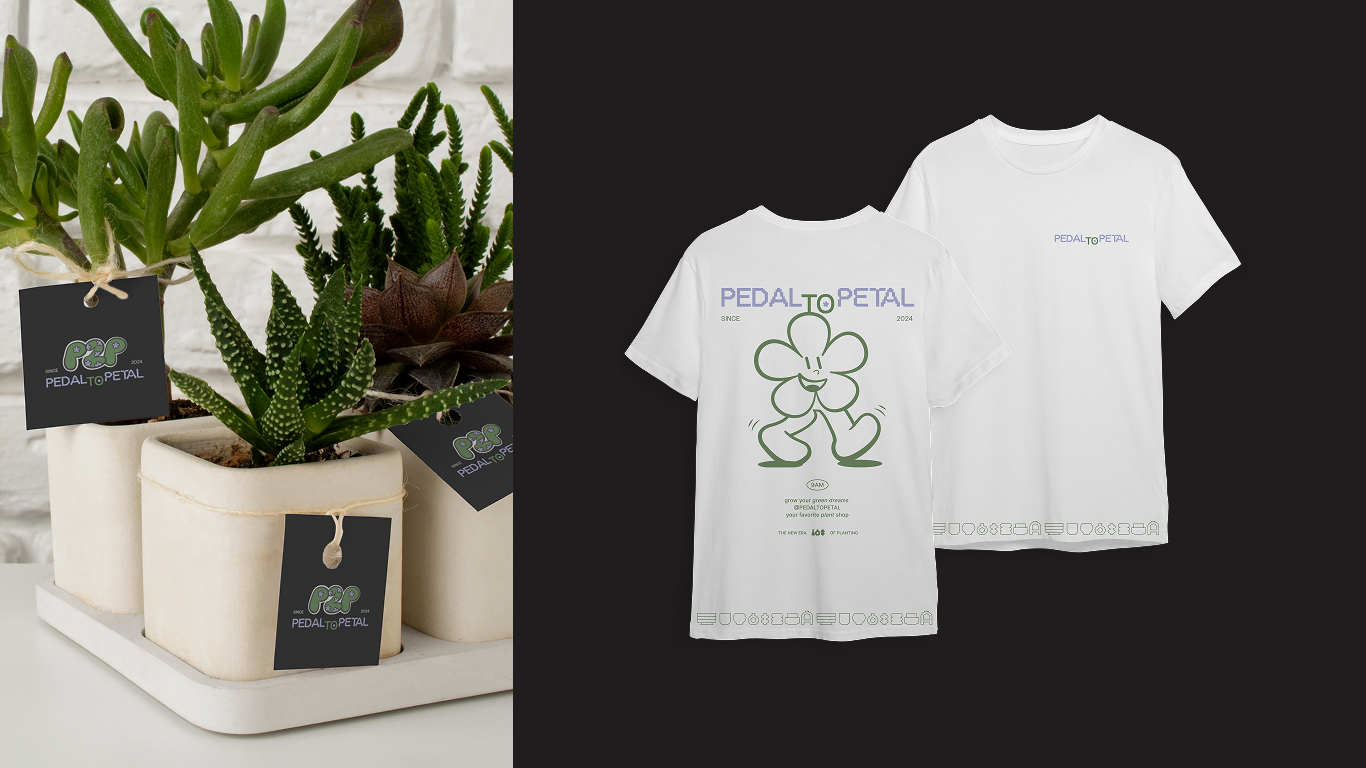 P2P
SINCE 2024
PEDAL TO PETAL
P2P
SINCE
PEDAL TO PE
P2P
SINCE 2024
PEDAL TO PETAL
PEDAL TO PETAL
SINCE 2024
9AM
grow your green dreams
@PEDALTOPETAL
your favorite plant shop
THE NEW ERA OF PLANTING
PEDAL TO PETAL